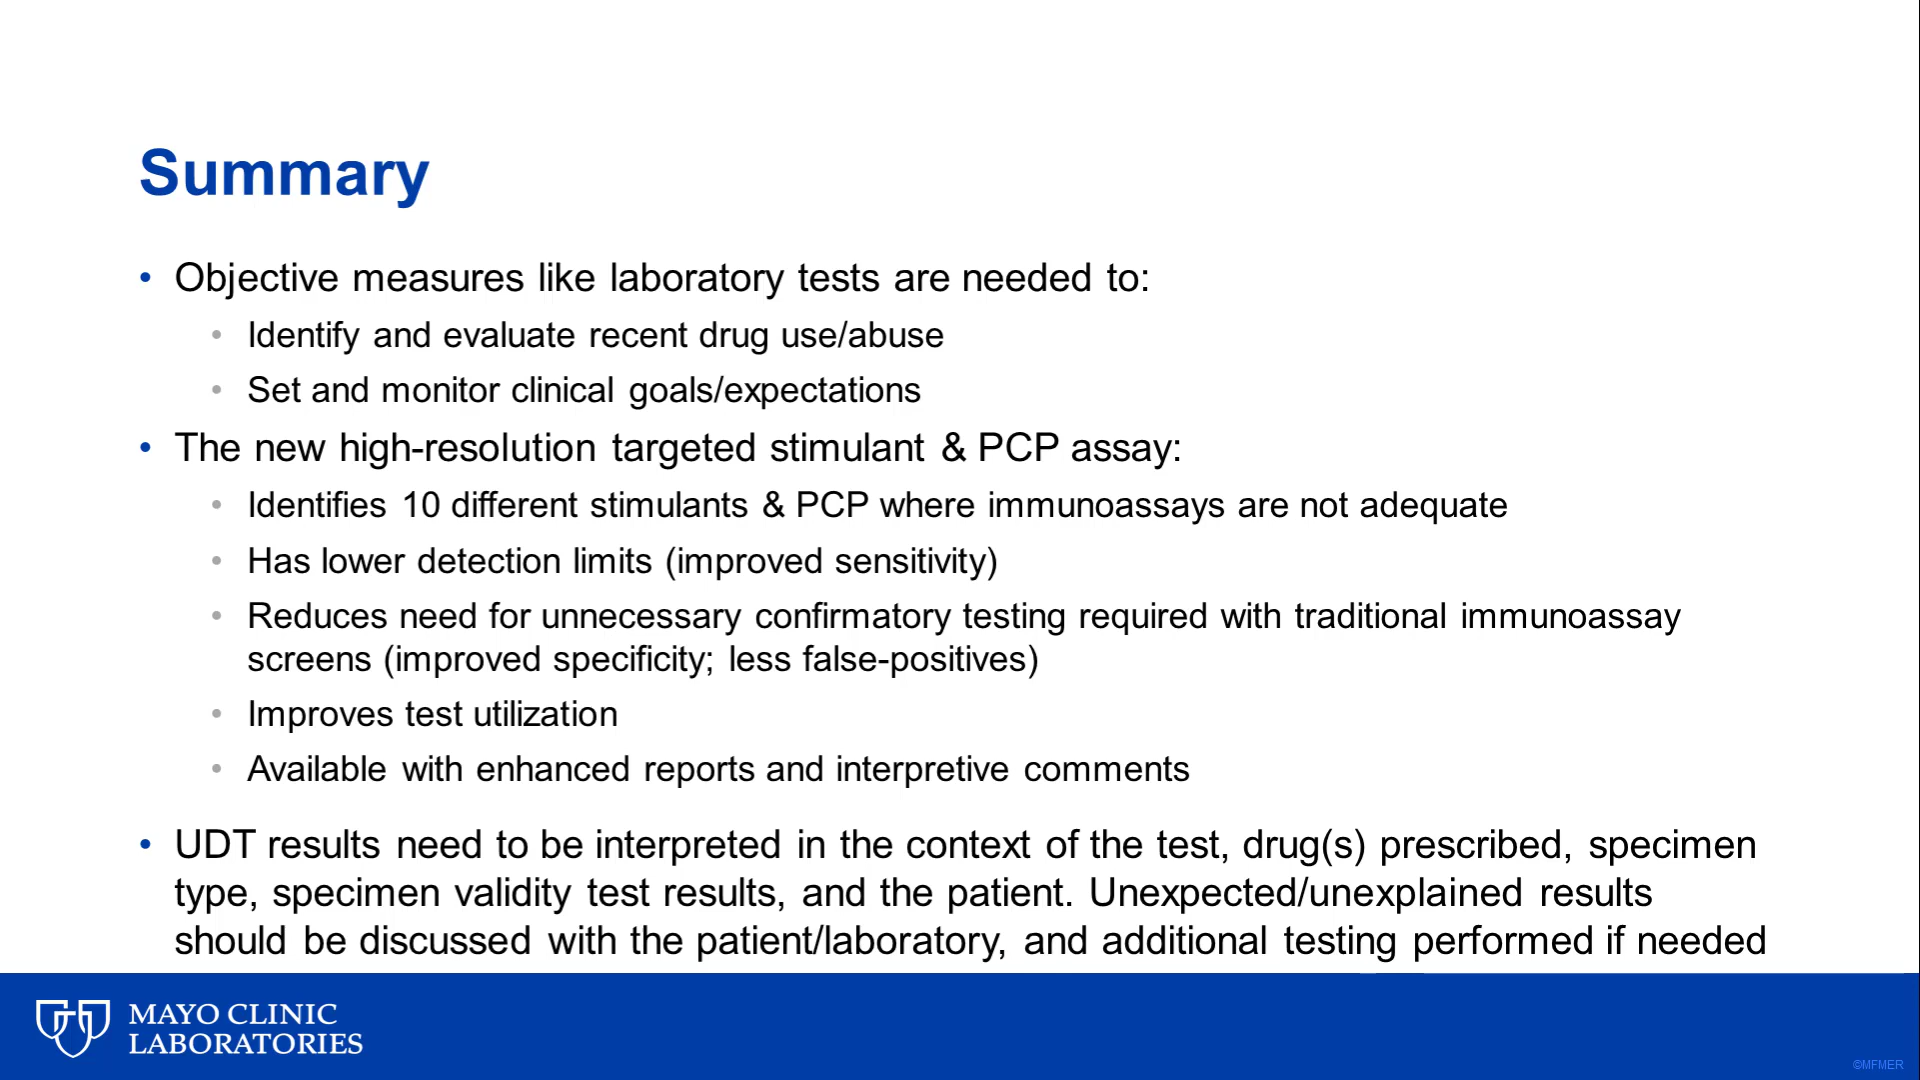 Summary
• Objective measures like laboratory tests are needed to:
• Identify and evaluate recent drug use/abuse
• Set and monitor clinical goals/expectations
• The new high-resolution targeted stimulant & PCP assay:
• Identifies 10 different stimulants & PCP where immunoassays are not adequate
• Has lower detection limits (improved sensitivity)
• Reduces need for unnecessary confirmatory testing required with traditional immunoassay
screens (improved specificity; less false-positives)
• Improves test utilization
• Available with enhanced reports and interpretive comments
• UDT results need to be interpreted in the context of the test, drug(s) prescribed, specimen
type, specimen validity test results, and the patient. Unexpected/unexplained results
should be discussed with the patient/laboratory, and additional testing performed if needed
MAYO CLINIC
LABORATORIES
©MFMER